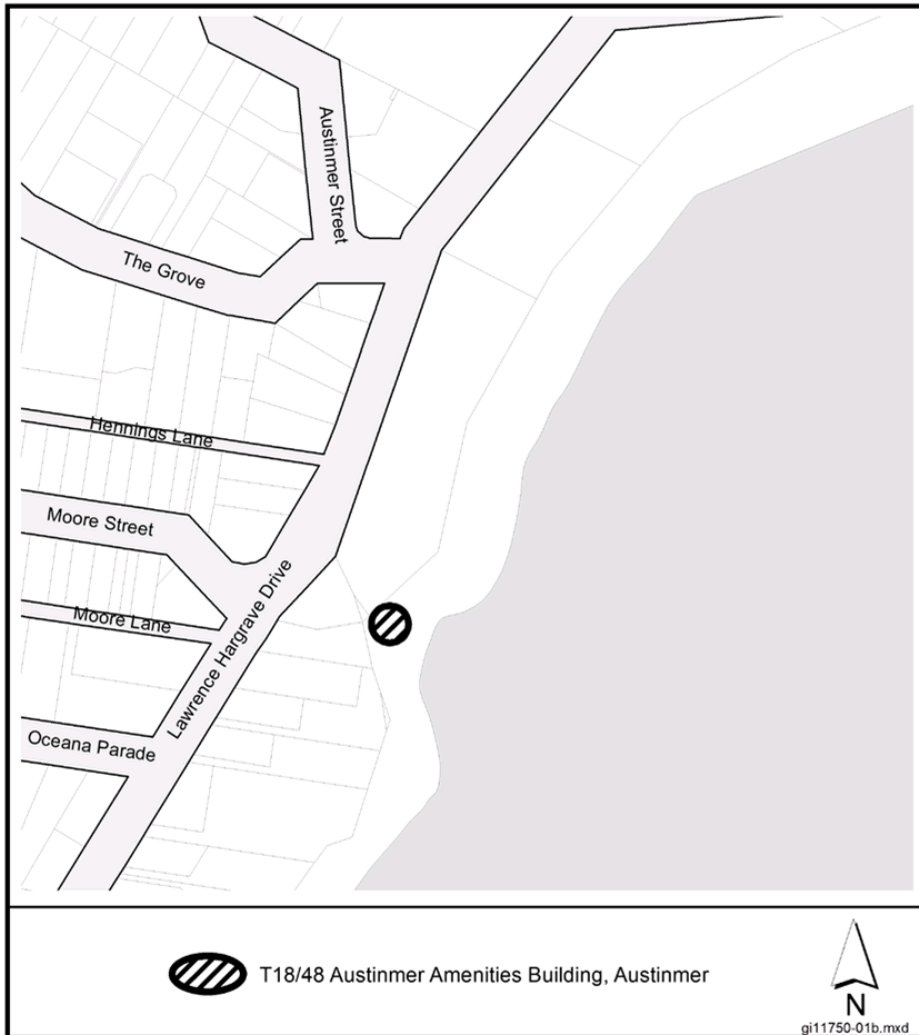 Austinmer Street
The Grove
Hennings Lane
Moore Street
Lawrence Hargrave Drive
Moore Lane
Oceana Parade
T18/48 Austinmer Amenities Building, Austinmer
N
gi11750-01b.mxd